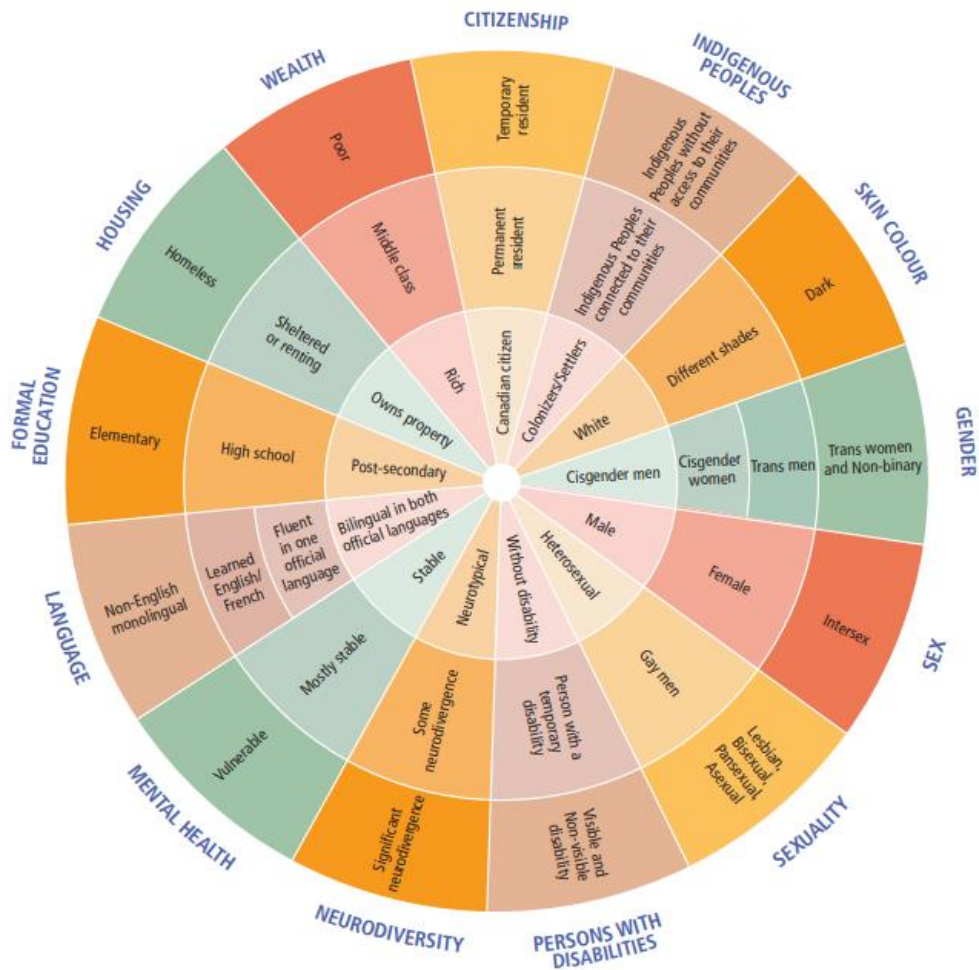 CITIZENSHIP
Temporary
resident
Permanent
resident
Canadian citizen
INDIGENOUS
PEOPLES
Indigenous
Peoples without
access to their
communities
Indigenous Peoples
connected to their
communities
Colonizers/Settlers
SKIN COLOUR
Dark
Different shades
White
GENDER
Trans women
and Non-binary
Trans men
Cisgender
women
Cisgender men
SEX
Intersex
Female
Male
SEXUALITY
Lesbian,
Bisexual,
Pansexual,
Asexual
Gay men
Heterosexual
PERSONS WITH
DISABILITIES
Visible and
Non-visible
disability
Person with a
temporary
disability
Without disability
NEURODIVERSITY
Significant
neurodivergence
Some
neurodivergence
Neurotypical
MENTAL HEALTH
Vulnerable
Mostly stable
Stable
LANGUAGE
Non-English
monolingual
Learned
English/
French
Fluent
in one
official
language
Bilingual in both
official languages
FORMAL
EDUCATION
Elementary
High school
Post-secondary
HOUSING
Homeless
Sheltered
or renting
Owns property
WEALTH
Poor
Middle class
Rich